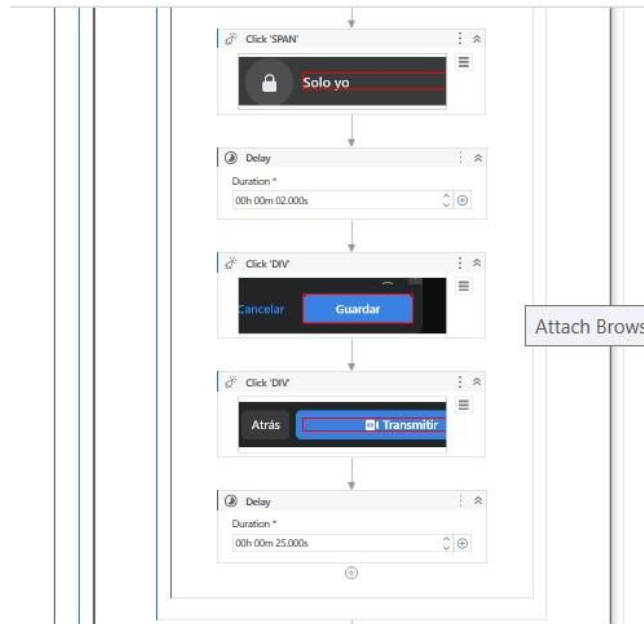 Click 'SPAN'
Solo yo
Delay
Duration *
00h 00m 02.000s
Click 'DIV'
Cancelar
Guardar
Attach Brows
Click 'DIV'
Atrás
Transmitir
Delay
Duration *
00h 00m 25.000s